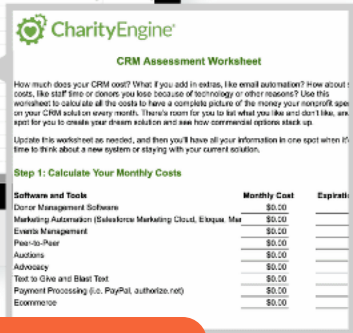 CharityEngine
CRM Assessment Worksheet
How much does your CRM cost? What if you add in extras, like email automation? How about
costs, like staff time or donors you lose because of technology or other reasons? Use this
worksheet to calculate all the costs to have a complete picture of the money your nonprofit spe
on your CRM solution every month. There's room for you to list what you like and don't like, and
spot for you to create your dream solution and see how commercial options stack up.
Update this worksheet as needed, and then you'll have all your information in one spot when it's
time to think about a new system or staying with your current solution.
Step 1: Calculate Your Monthly Costs
Software and Tools Monthly Cost Expirati
Donor Management Software $0.00
Marketing Automation (Salesforce Marketing Cloud, Eloqua, Mar $0.00
Events Management $0.00
Peer-to-Peer $0.00
Auctions $0.00
Advocacy $0.00
Text to Give and Blast Text $0.00
Payment Processing (i.e. PayPal, authorize.net) $0.00
Ecommerce $0.00